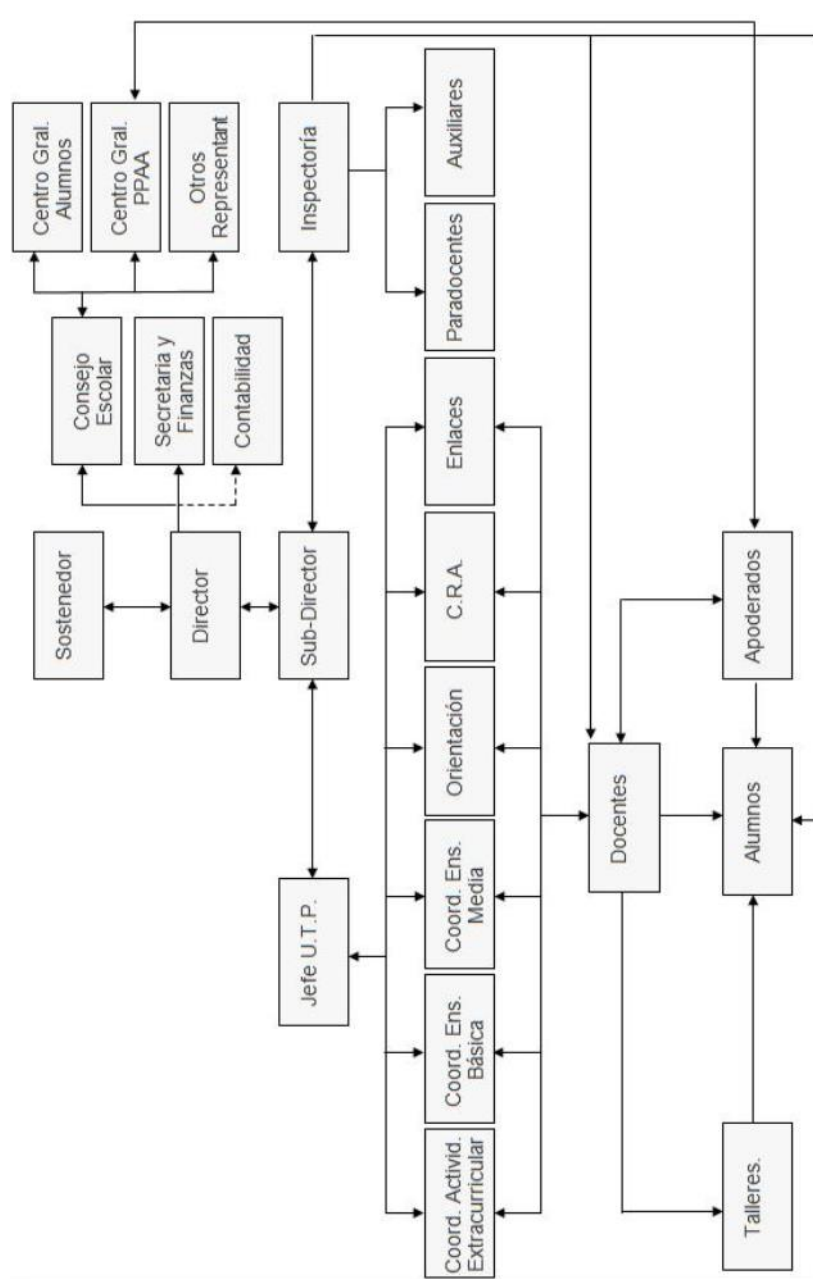 Sostenedor
Consejo
Escolar
Centro Gral.
Alumnos
Director
Secretaria y
Finanzas
Centro Gral.
PPAA
Contabilidad
Otros
Representant
Jefe U.T.P.
Sub-Director
Inspectoría
Coord. Activid.
Extracurricular
Coord. Ens.
Básica
Coord. Ens.
Media
Orientación
C.R.A.
Enlaces
Paradocentes
Auxiliares
Docentes
Talleres.
Alumnos
Apoderados